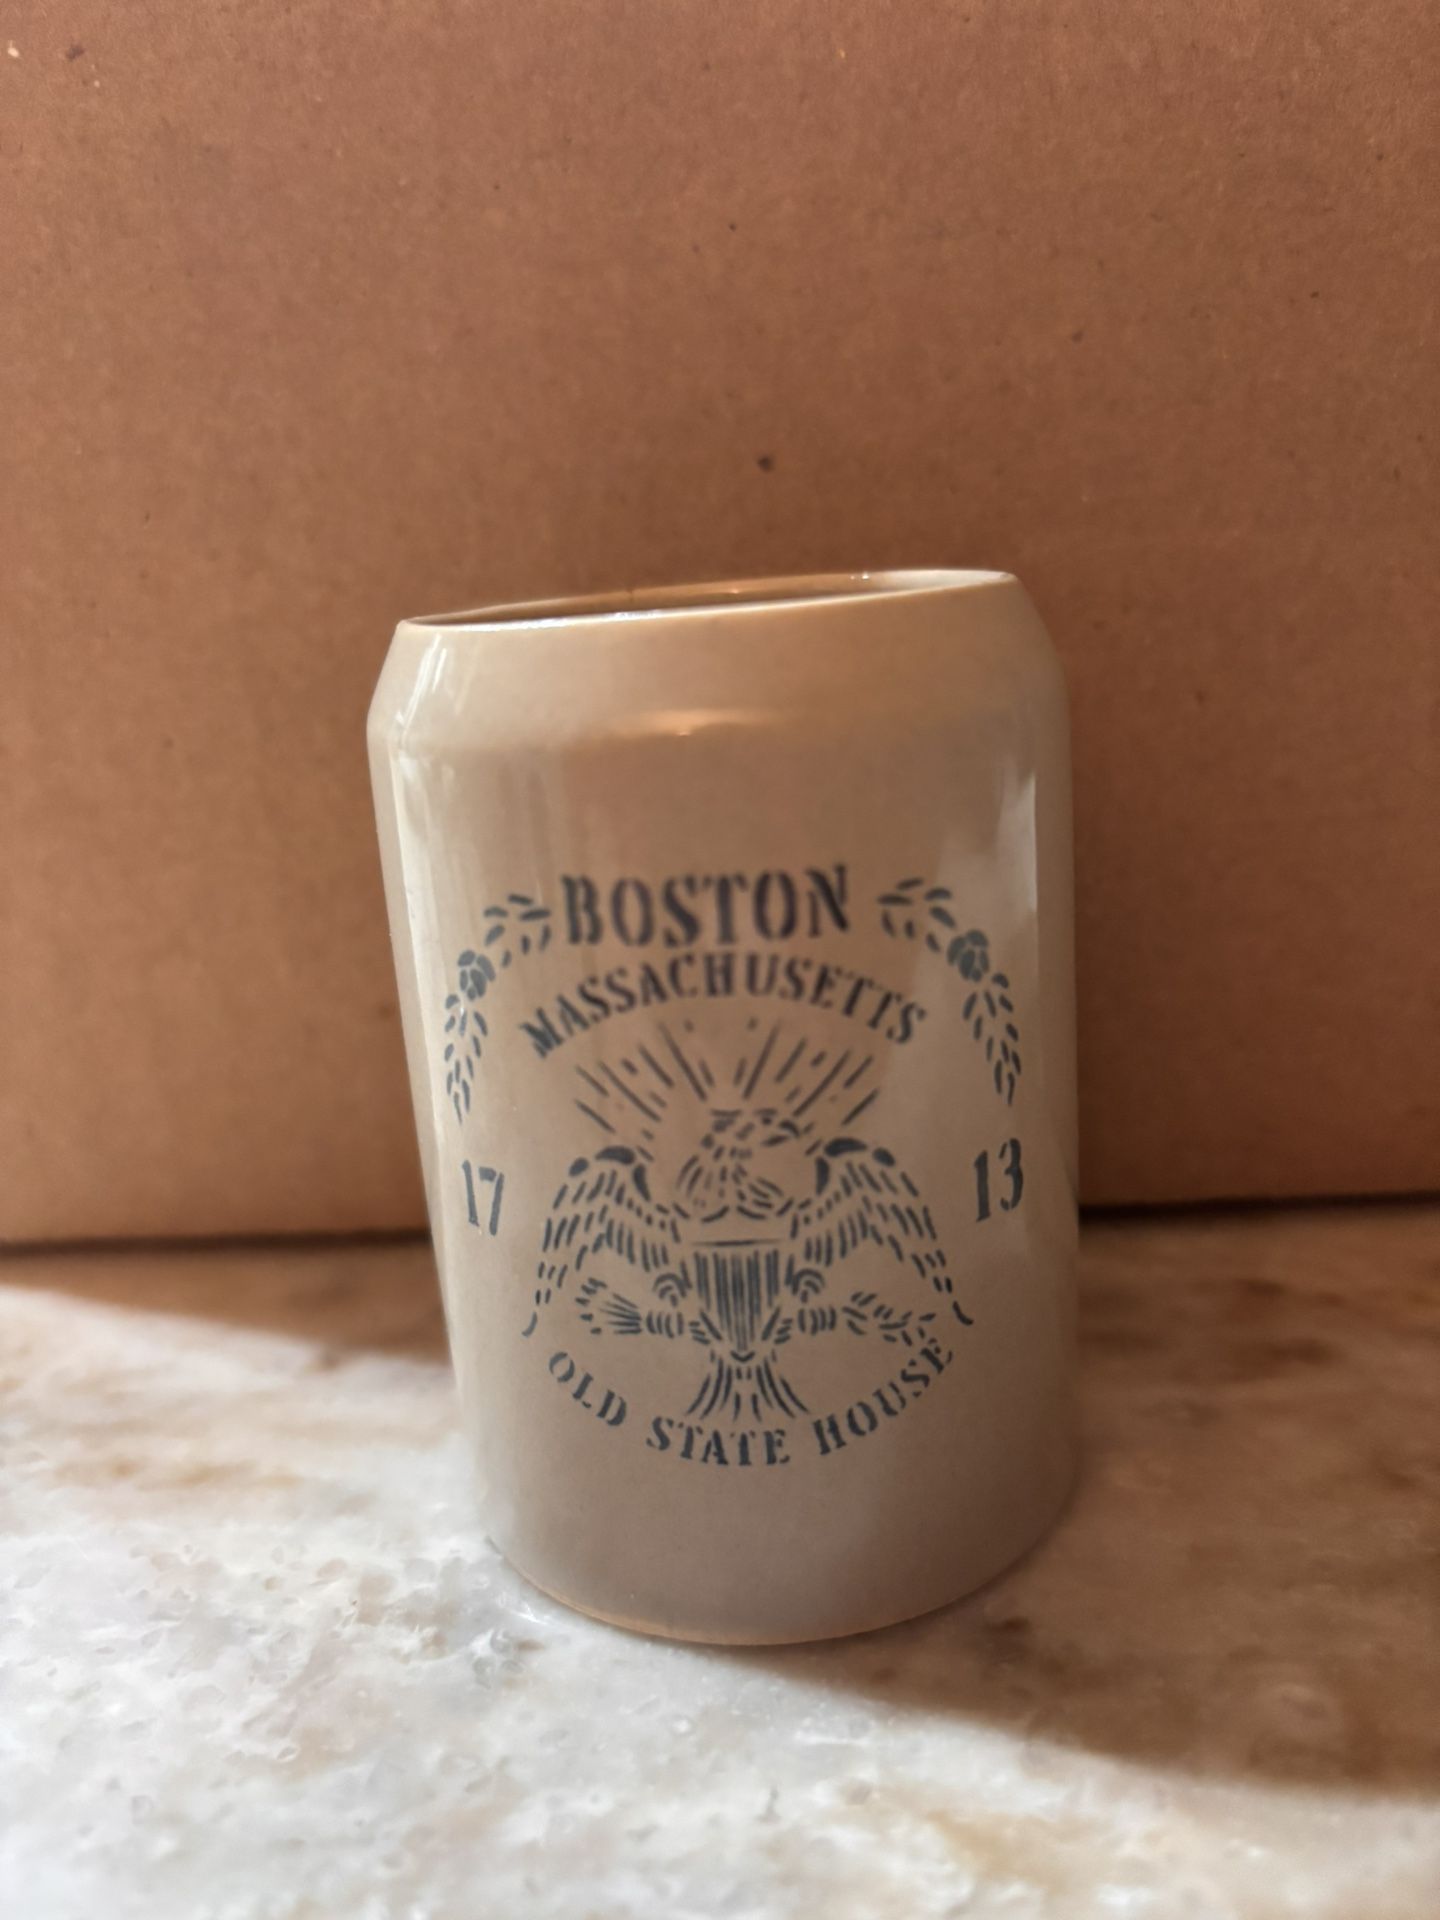 BOSTON
MASSACHUSETTS
17 13
OLD STATE HOUSE